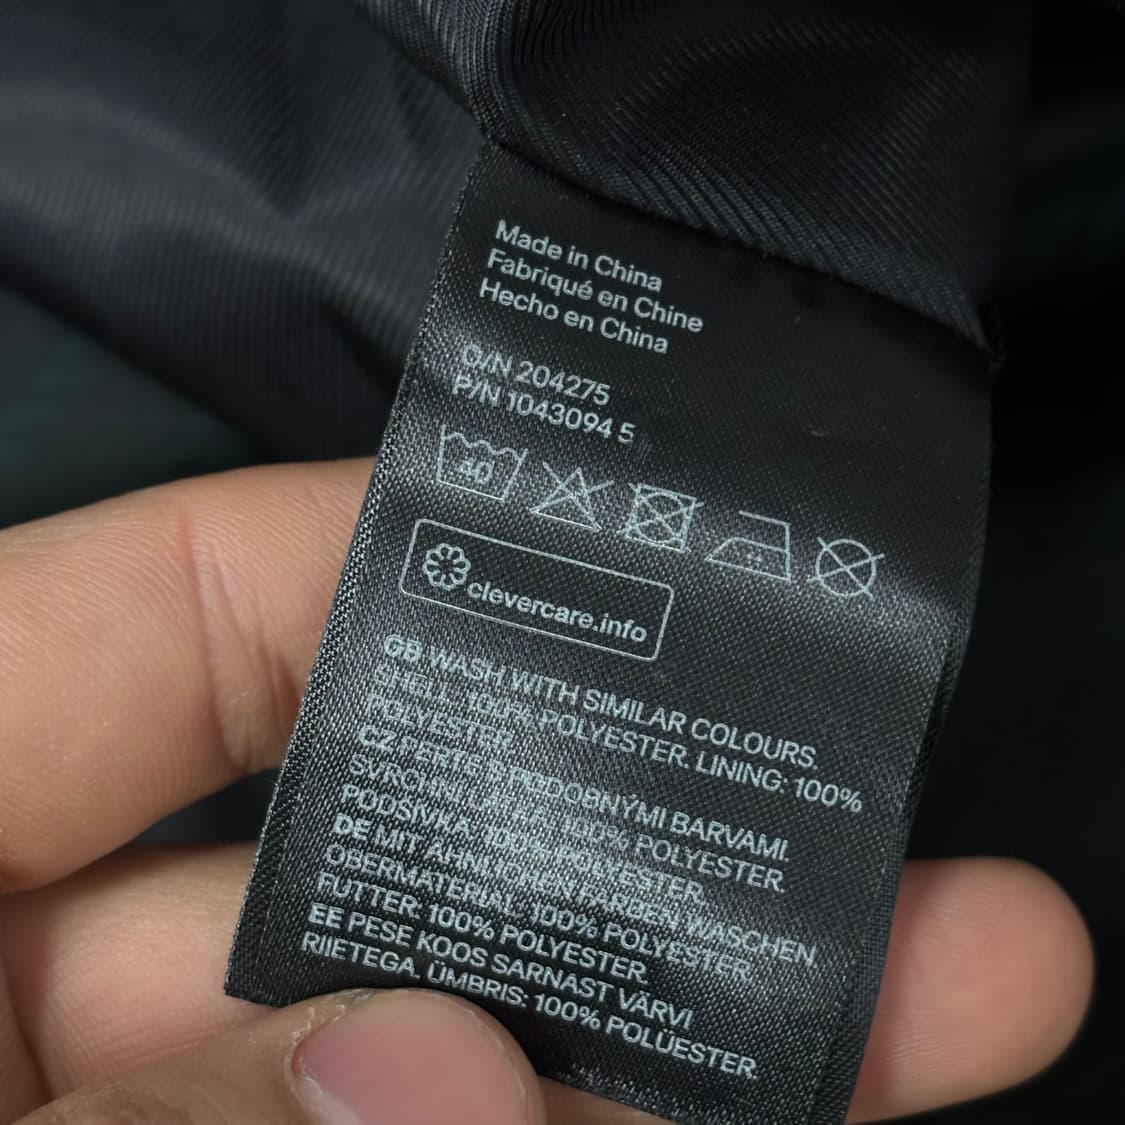 Made in China
Fabriqué en Chine
Hecho en China
O/N 204275
P/N 1043094 5
40
clevercare.info
GB WASH WITH SIMILAR COLOURS.
SHELL: 100% POLYESTER. LINING: 100%
POLYESTER.
CZ PERTE S PODOBNÝMI BARVAMI.
100% POLYESTER.
PODŠÍVKA: 100% POLYESTER.
DE MIT ÄHNLICHEN FARBEN WASCHEN.
OBERMATERIAL: 100% POLYESTER
FUTTER: 100% POLYESTER.
EE PESE KOOS SARNAST VÄRVI
RIIETEGA. ÜMBRIS: 100% POLÜESTER.